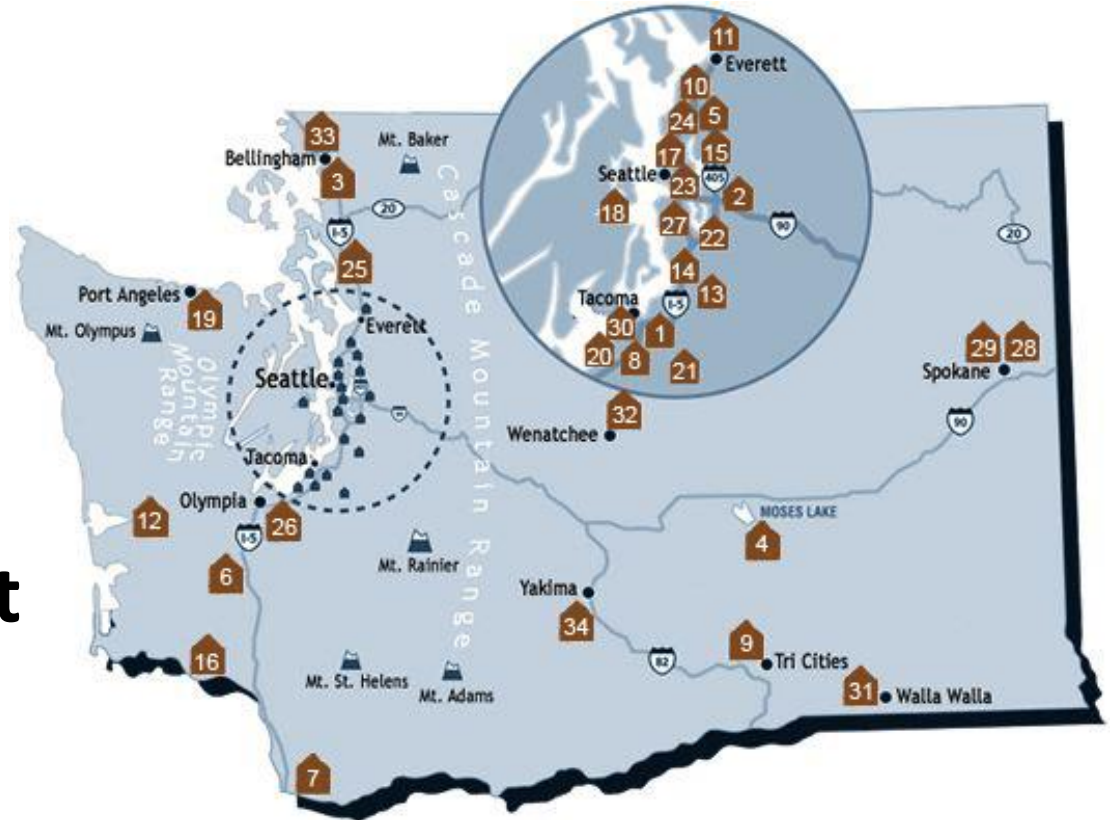 11
Everett
10
5
24
33
Mt. Baker
17
15
Bellingham
Seattle
405
3
23
2
Cascade Mountain Range
20
18
27
22
90
I-5
20
25
14
13
Port Angeles
Tacoma
I-5
19
30
1
Mt. Olympus
Everett
20
8
21
29
28
Olympic
Mountain
Range
Seattle
Spokane
32
90
Wenatchee
Tacoma
Olympia
12
26
MOSES LAKE
I-5
4
Mt. Rainier
6
t
Yakima
34
9
16
82
Tri Cities
Mt. St. Helens
Mt. Adams
31
Walla Walla
7